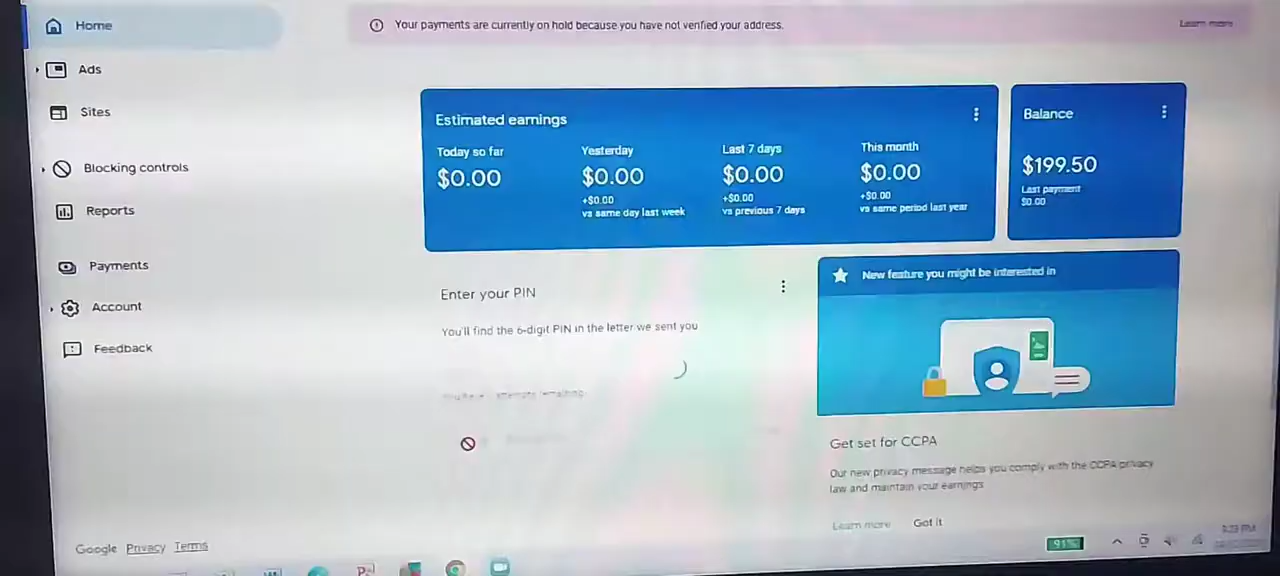 Home
Your payments are currently on hold because you have not verified your address.
Learn more
Ads
Sites
Blocking controls
Reports
Payments
Account
Feedback
Estimated earnings
Today so far
$0.00
Yesterday
$0.00
+$0.00
vs same day last week
Last 7 days
$0.00
+$0.00
vs previous 7 days
This month
$0.00
+$0.00
vs same period last year
Balance
$199.50
Last payment
$0.00
Enter your PIN
You'll find the 6-digit PIN in the letter we sent you
New feature you might be interested in
Get set for CCPA
Our new privacy message helps you comply with the CCPA privacy
law and maintain your earnings
Learn more
Got it
Google Privacy Terms
91%